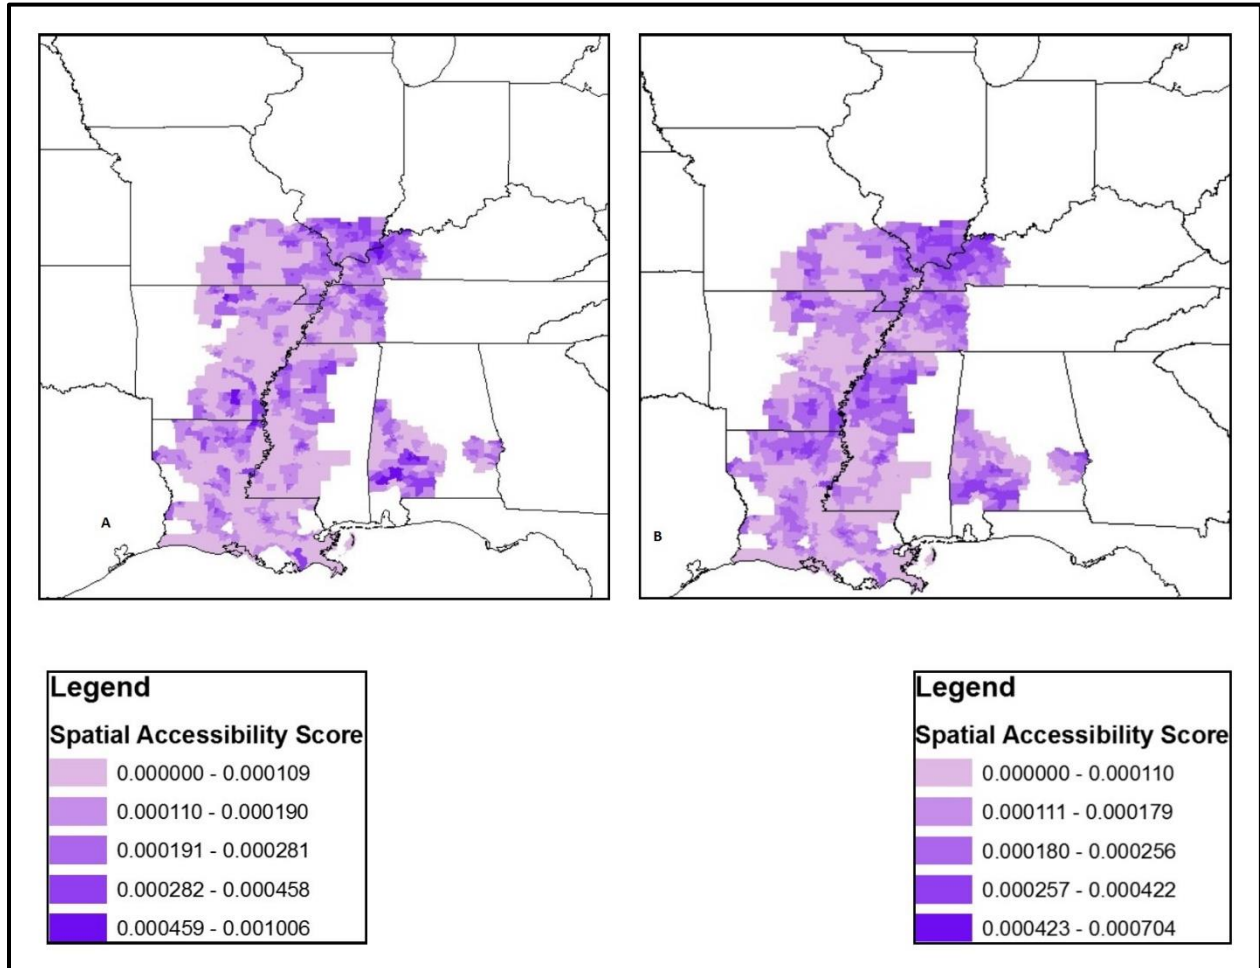 A
B
Legend
Spatial Accessibility Score
0.000000 - 0.000109
0.000110 - 0.000190
0.000191 - 0.000281
0.000282 - 0.000458
0.000459 - 0.001006
Legend
Spatial Accessibility Score
0.000000 - 0.000110
0.000111 - 0.000179
0.000180 - 0.000256
0.000257 - 0.000422
0.000423 - 0.000704